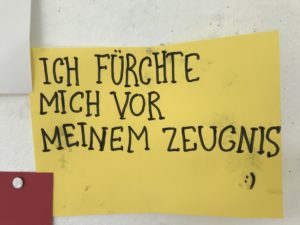 ICH FÜRCHTE
MICH VOR
MEINEM ZEUGNIS
:)